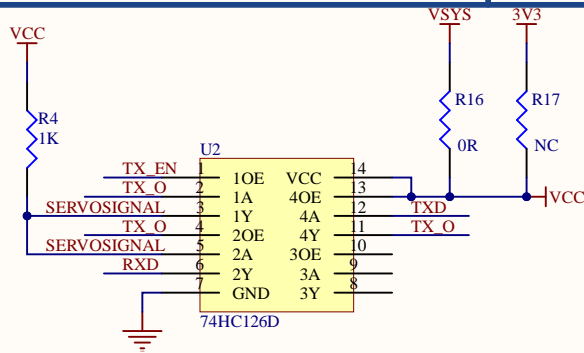 VCC
VSYS
3V3
R4
1K
R16
0R
R17
NC
U2
TX_EN 1 1OE VCC 14
TX_O 2 1A 4OE 13 VCC
SERVOSIGNAL 3 1Y 4A 12 TXD
TX_O 4 2OE 4Y 11 TX_O
SERVOSIGNAL 5 2A 3OE 10
RXD 6 2Y 3A 9
7 GND 3Y 8
74HC126D